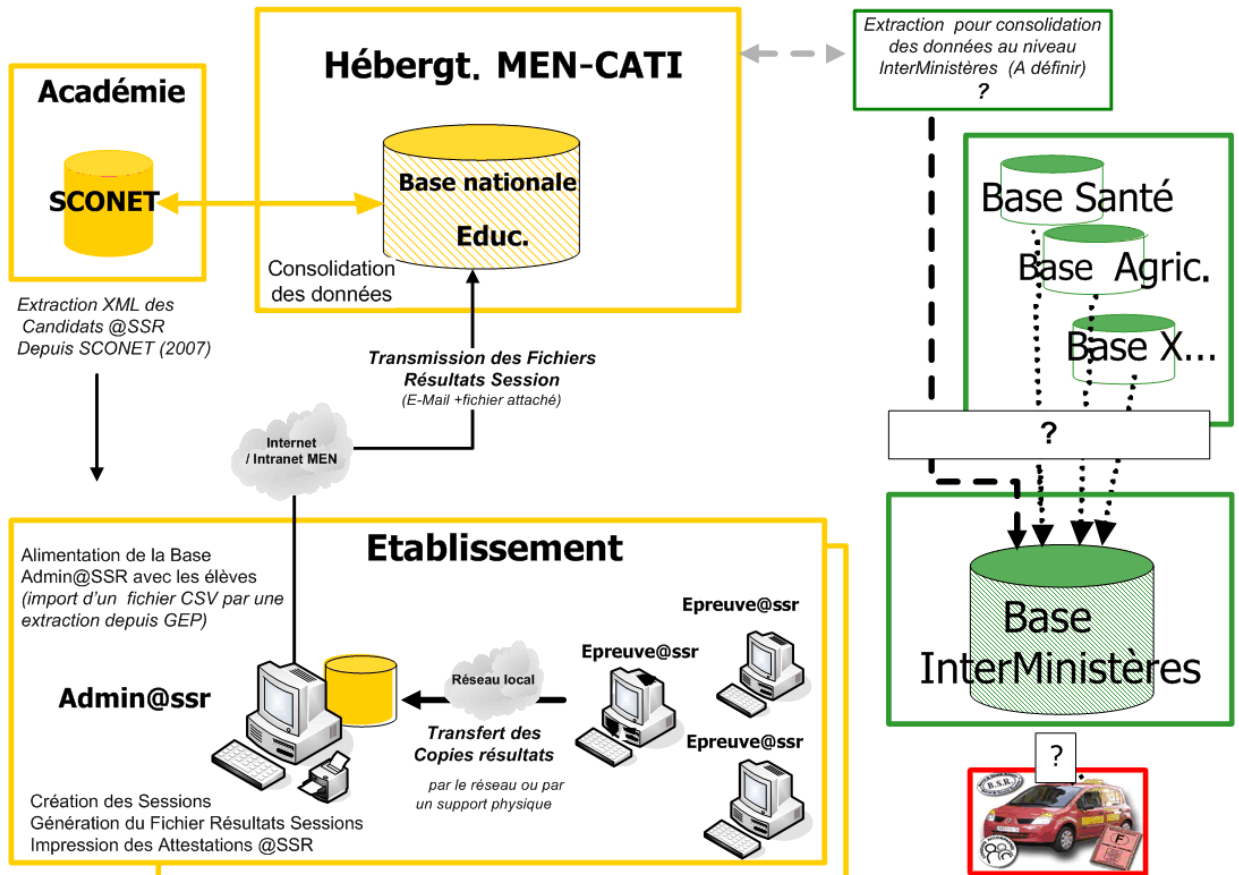 Académie
SCONET
Extraction XML des
Candidats @SSR
Depuis SCONET (2007)
Hébergt. MEN-CATI
Base nationale
Educ.
Consolidation
des données
Transmission des Fichiers
Résultats Session
(E-Mail +fichier attaché)
Internet
/ Intranet MEN
Extraction pour consolidation
des données au niveau
InterMinistères (A définir)
?
Base Santé
Base Agric.
Base X...
?
Base
InterMinistères
?
B.S.R.
F
Etablissement
Alimentation de la Base
Admin@SSR avec les élèves
(import d'un fichier CSV par une
extraction depuis GEP)
Admin@ssr
Réseau local
Transfert des
Copies résultats
par le réseau ou par
un support physique
Epreuve@ssr
Epreuve@ssr
Epreuve@ssr
Création des Sessions
Génération du Fichier Résultats Sessions
Impression des Attestations @SSR